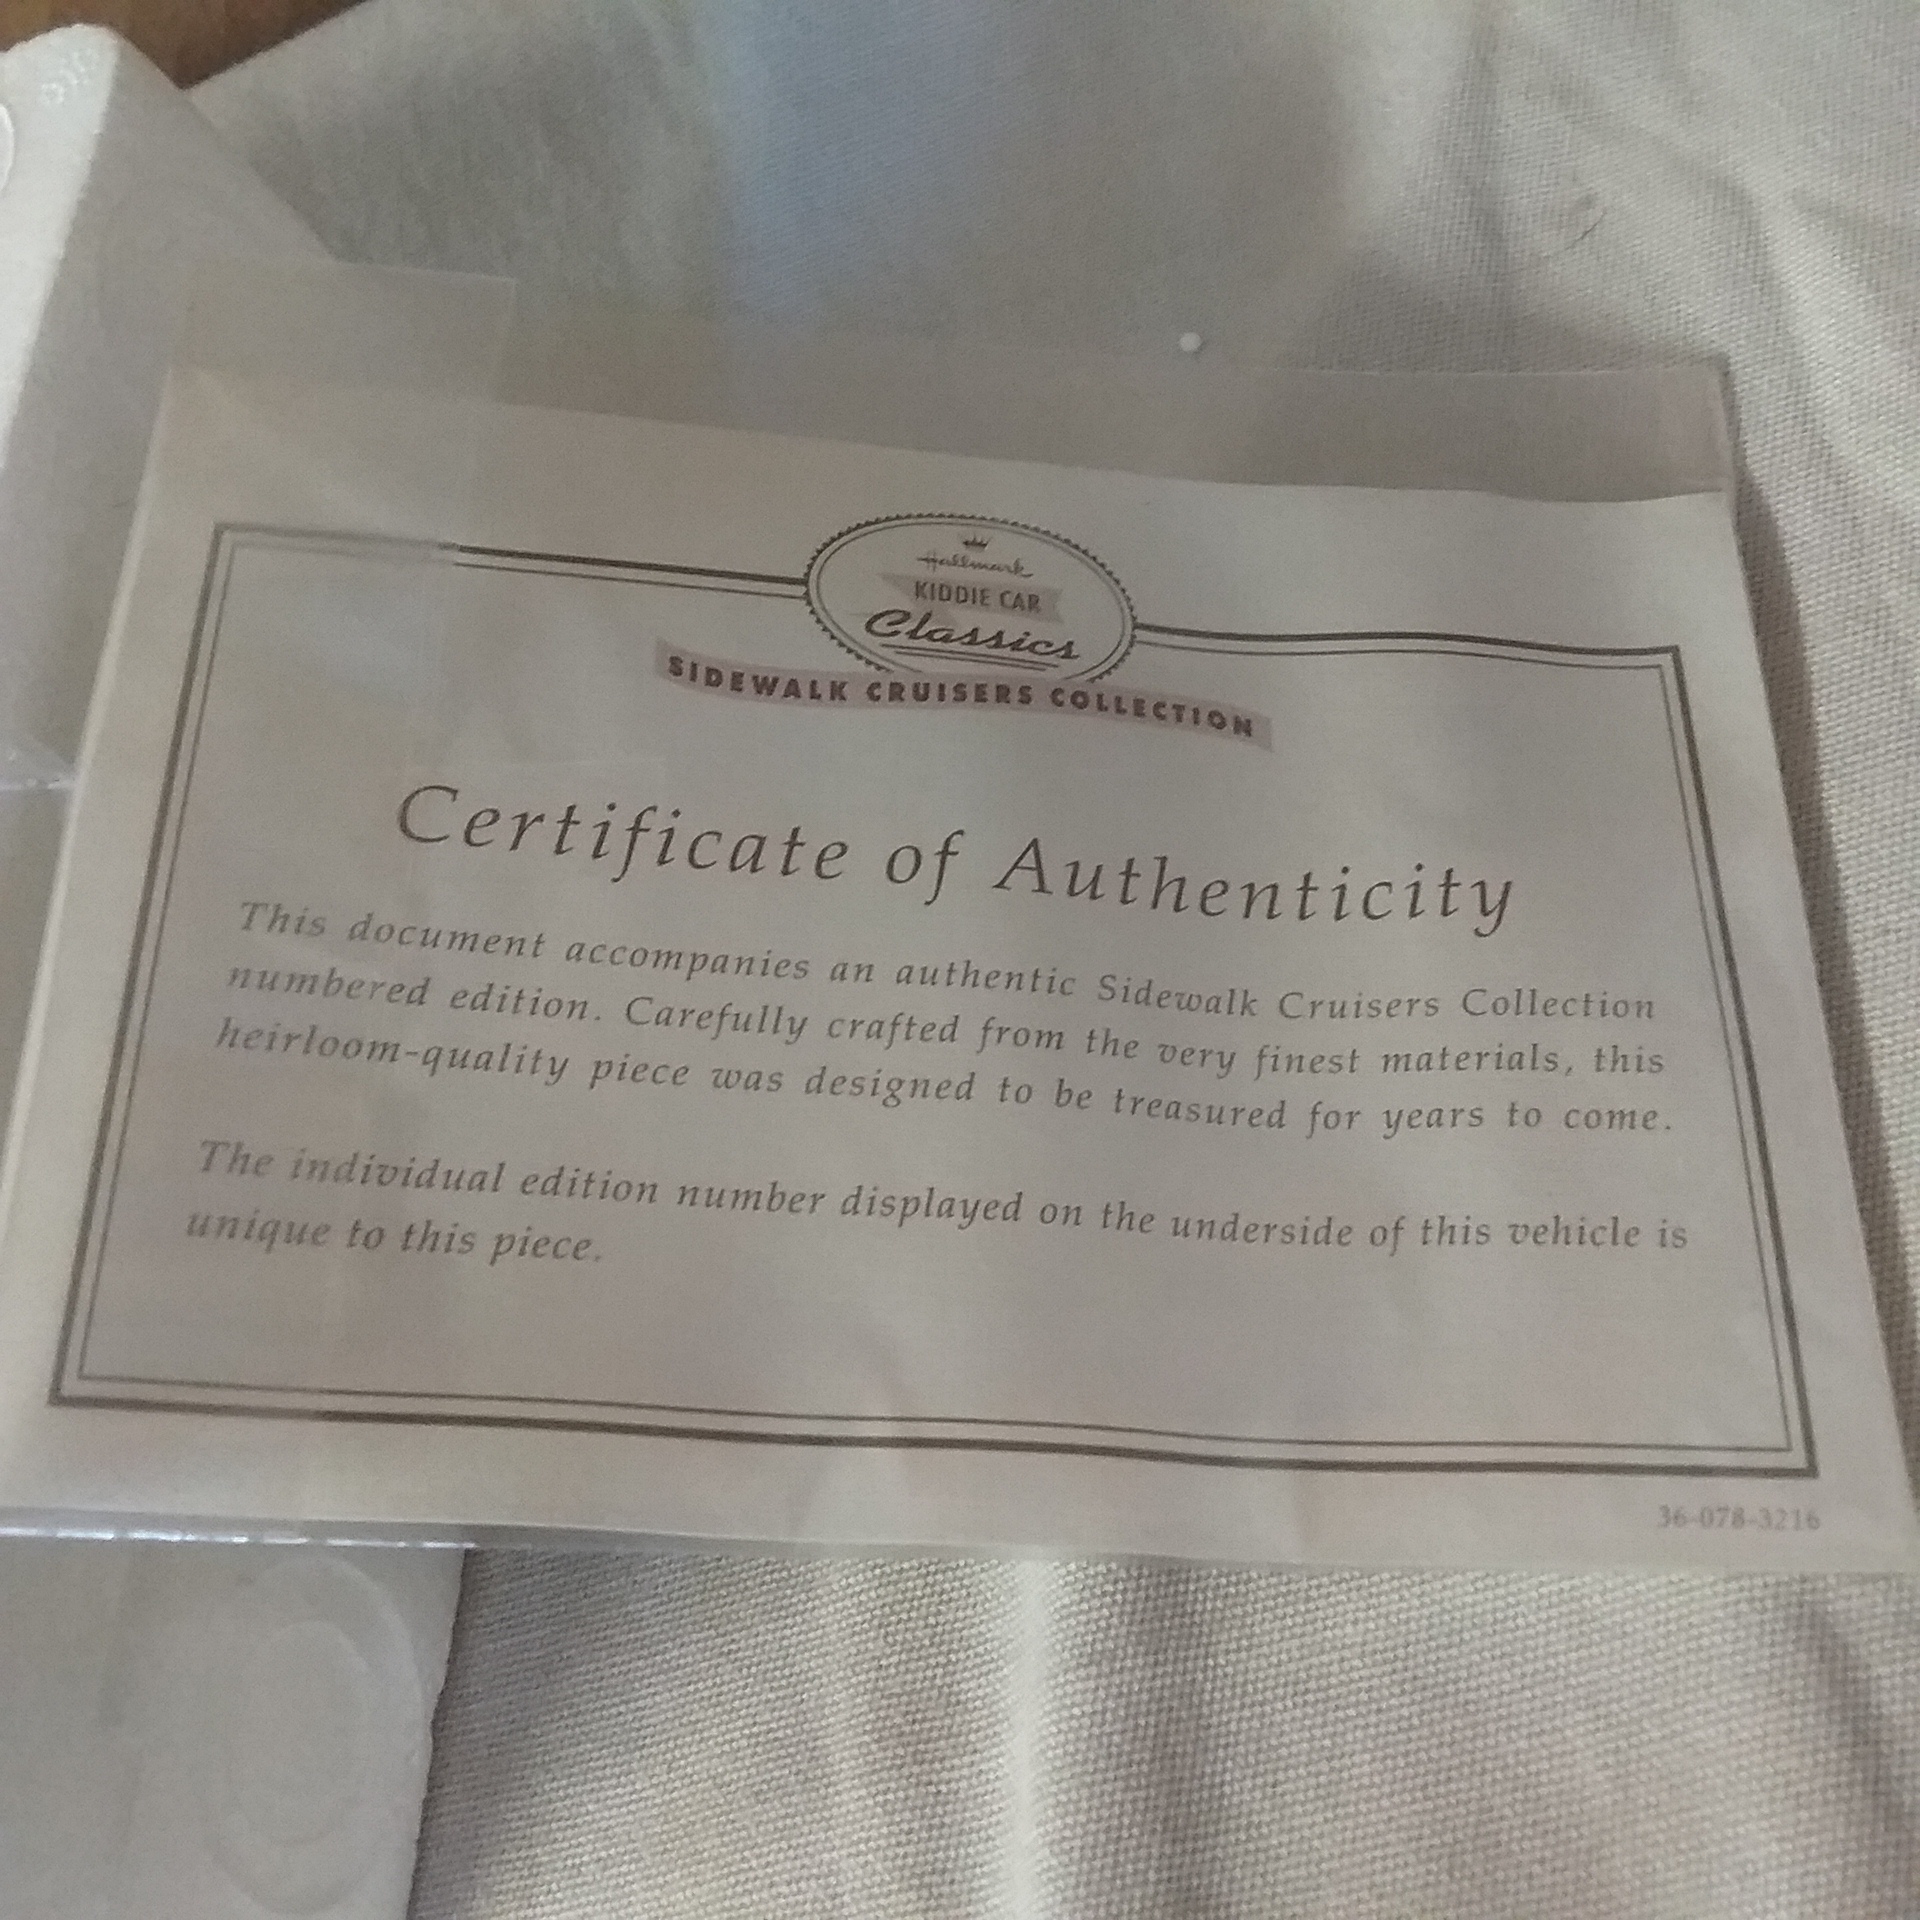 Hallmark
KIDDIE CAR
Classics
SIDEWALK CRUISERS COLLECTION
Certificate of Authenticity
This document accompanies an authentic Sidewalk Cruisers Collection
numbered edition. Carefully crafted from the very finest materials, this
heirloom-quality piece was designed to be treasured for years to come.
The individual edition number displayed on the underside of this vehicle is
unique to this piece.
36-078-3216